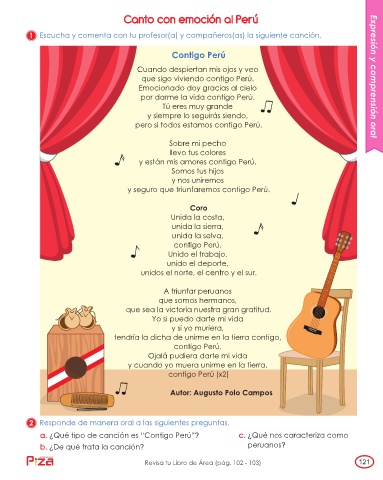 Canto con emoción al Perú
1 Escucha y comenta con tu profesor(a) y compañeros(as) la siguiente canción.
Contigo Perú
Cuando despiertan mis ojos y veo
que sigo viviendo contigo Perú.
Emocionado doy gracias al cielo
por darme la vida contigo Perú.
Tú eres muy grande
y siempre lo seguirás siendo,
pero si todos estamos contigo Perú.
Sobre mi pecho
llevo tus colores
y están mis amores contigo Perú.
Somos tus hijos
y nos uniremos
y seguro que triunfaremos contigo Perú.
Coro
Unida la costa,
unida la sierra,
unida la selva,
contigo Perú.
Unido el trabajo,
unido el deporte,
unidos el norte, el centro y el sur.
A triunfar peruanos
que somos hermanos,
que sea la victoria nuestra gran gratitud.
Yo si puedo darte mi vida
y si yo muriera,
tendría la dicha de unirme en la tierra contigo,
contigo Perú.
Ojalá pudiera darte mi vida
y cuando yo muera unirme en la tierra,
contigo Perú (x2)
Autor: Augusto Polo Campos
2 Responde de manera oral a las siguientes preguntas.
a. ¿Qué tipo de canción es "Contigo Perú"?
b. ¿De qué trata la canción?
c. ¿Qué nos caracteriza como
peruanos?
Revisa tu Libro de Área (pág. 102 - 103)
121
Expresión y comprensión oral